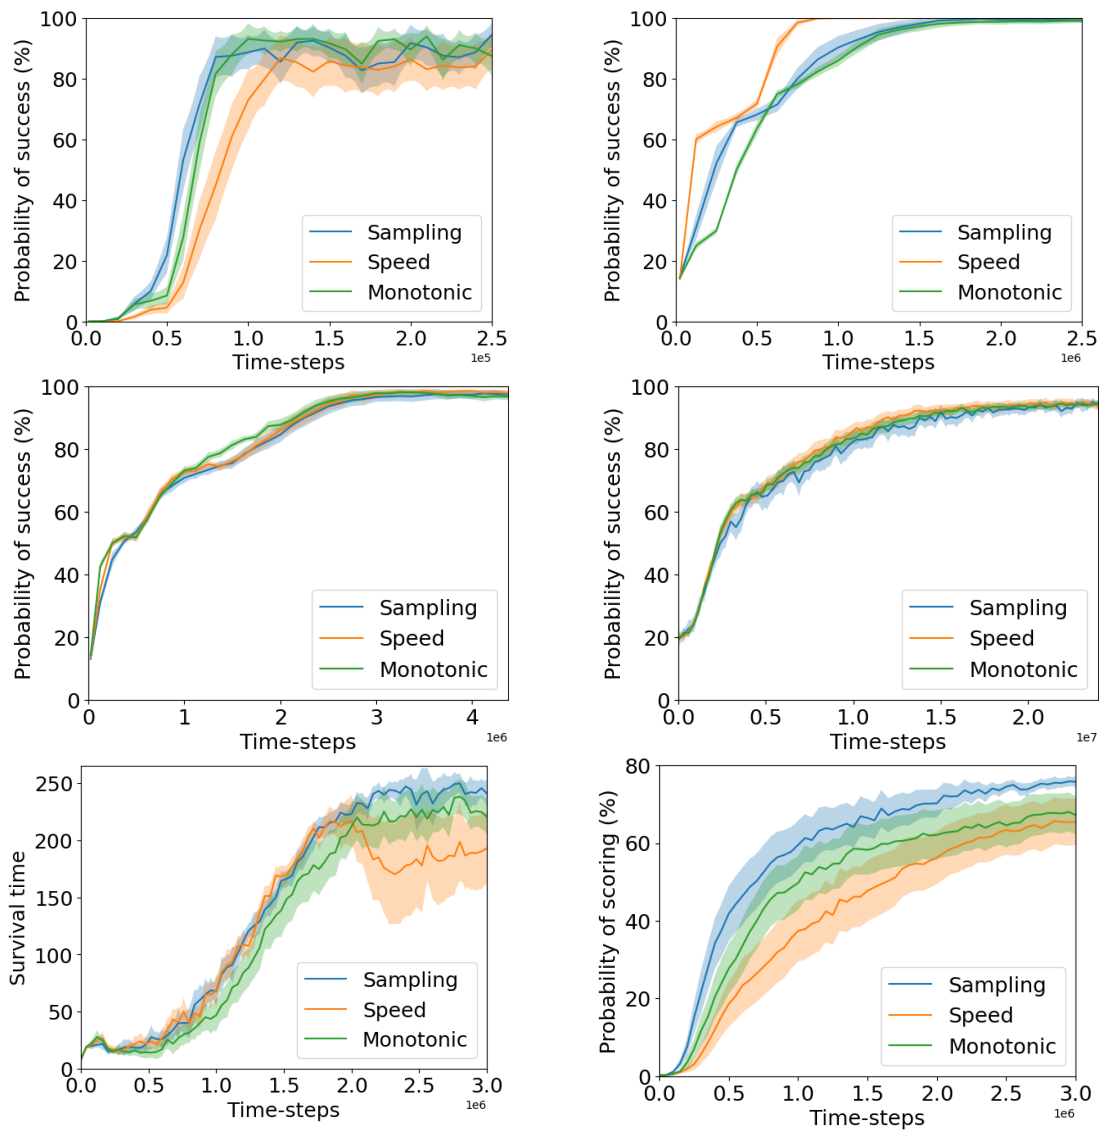 Probability of success (%)
100
80
60
40
20
0
0.0 0.5 1.0 1.5 2.0 2.5
1e5
Time-steps
Sampling
Speed
Monotonic
Probability of success (%)
100
80
60
40
20
0
0.0 0.5 1.0 1.5 2.0 2.5
1e6
Time-steps
Sampling
Speed
Monotonic
Probability of success (%)
100
80
60
40
20
0
0 1 2 3 4
1e6
Time-steps
Sampling
Speed
Monotonic
Probability of success (%)
100
80
60
40
20
0
0.0 0.5 1.0 1.5 2.0
1e7
Time-steps
Sampling
Speed
Monotonic
Survival time
250
200
150
100
50
0
0.0 0.5 1.0 1.5 2.0 2.5 3.0
1e6
Time-steps
Sampling
Speed
Monotonic
Probability of scoring (%)
80
60
40
20
0
0.0 0.5 1.0 1.5 2.0 2.5 3.0
1e6
Time-steps
Sampling
Speed
Monotonic